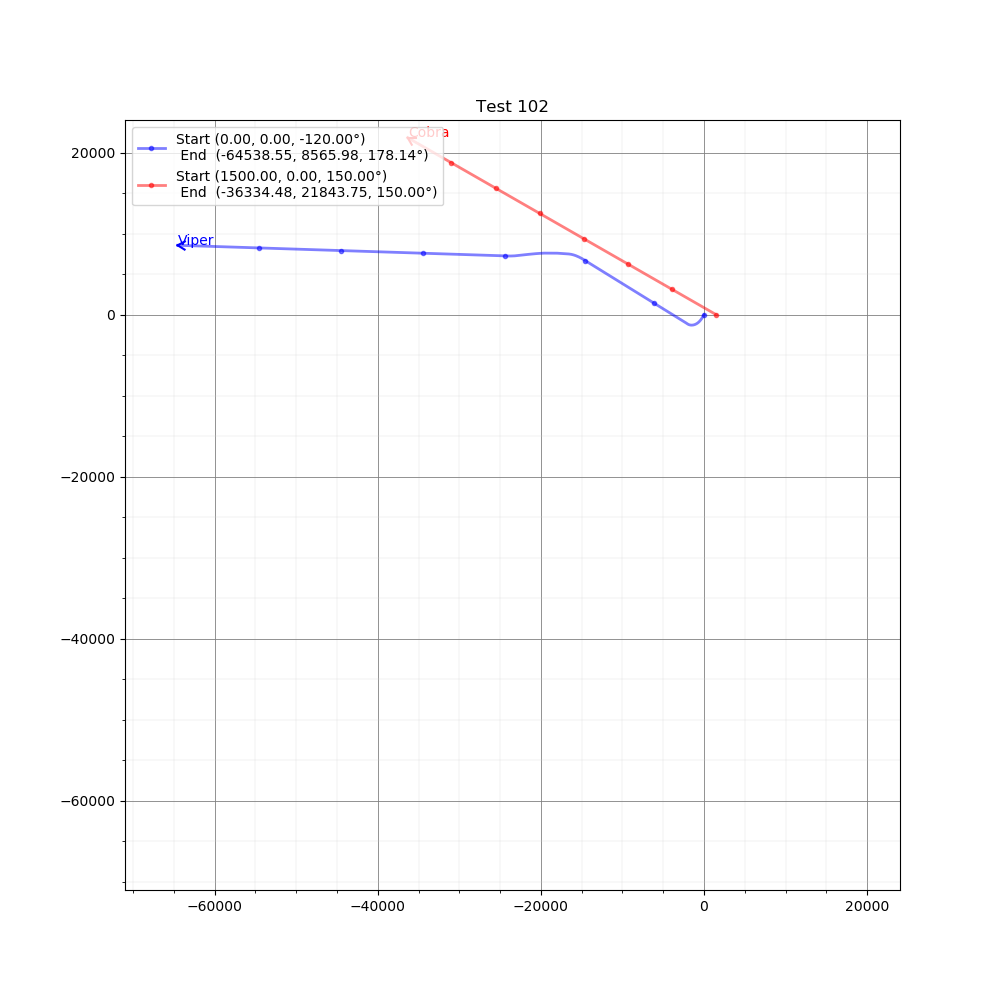 Test 102
Start (0.00, 0.00, -120.00°)
End  (-64538.55, 8565.98, 178.14°)
Start (1500.00, 0.00, 150.00°)
End  (-36334.48, 21843.75, 150.00°)
Cobra
Viper
20000
0
−20000
−40000
−60000
−60000
−40000
−20000
0
20000